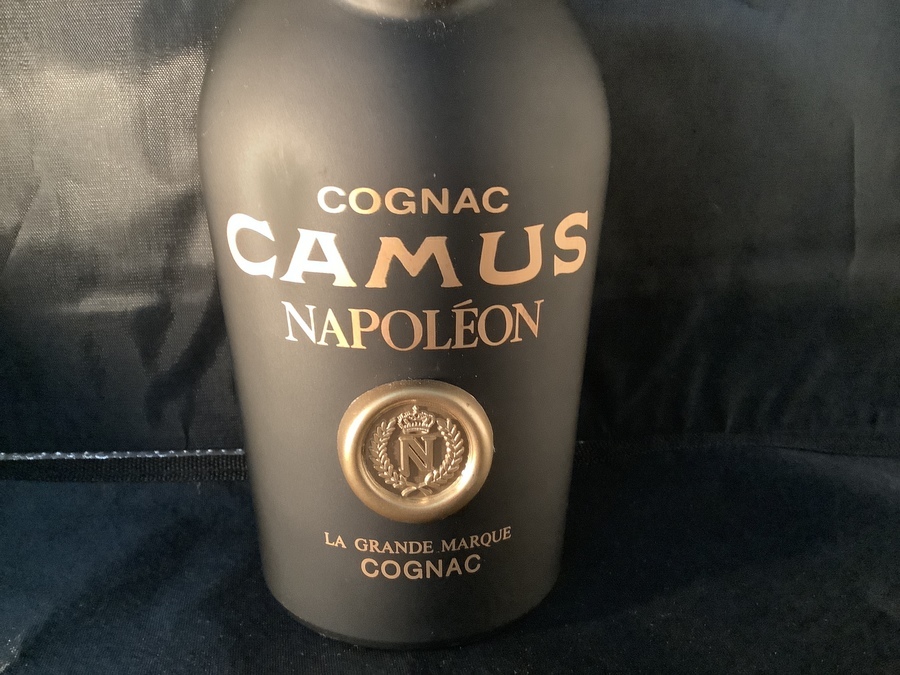 COGNAC
CAMUS
NAPOLÉON
N
LA GRANDE MARQUE
COGNAC